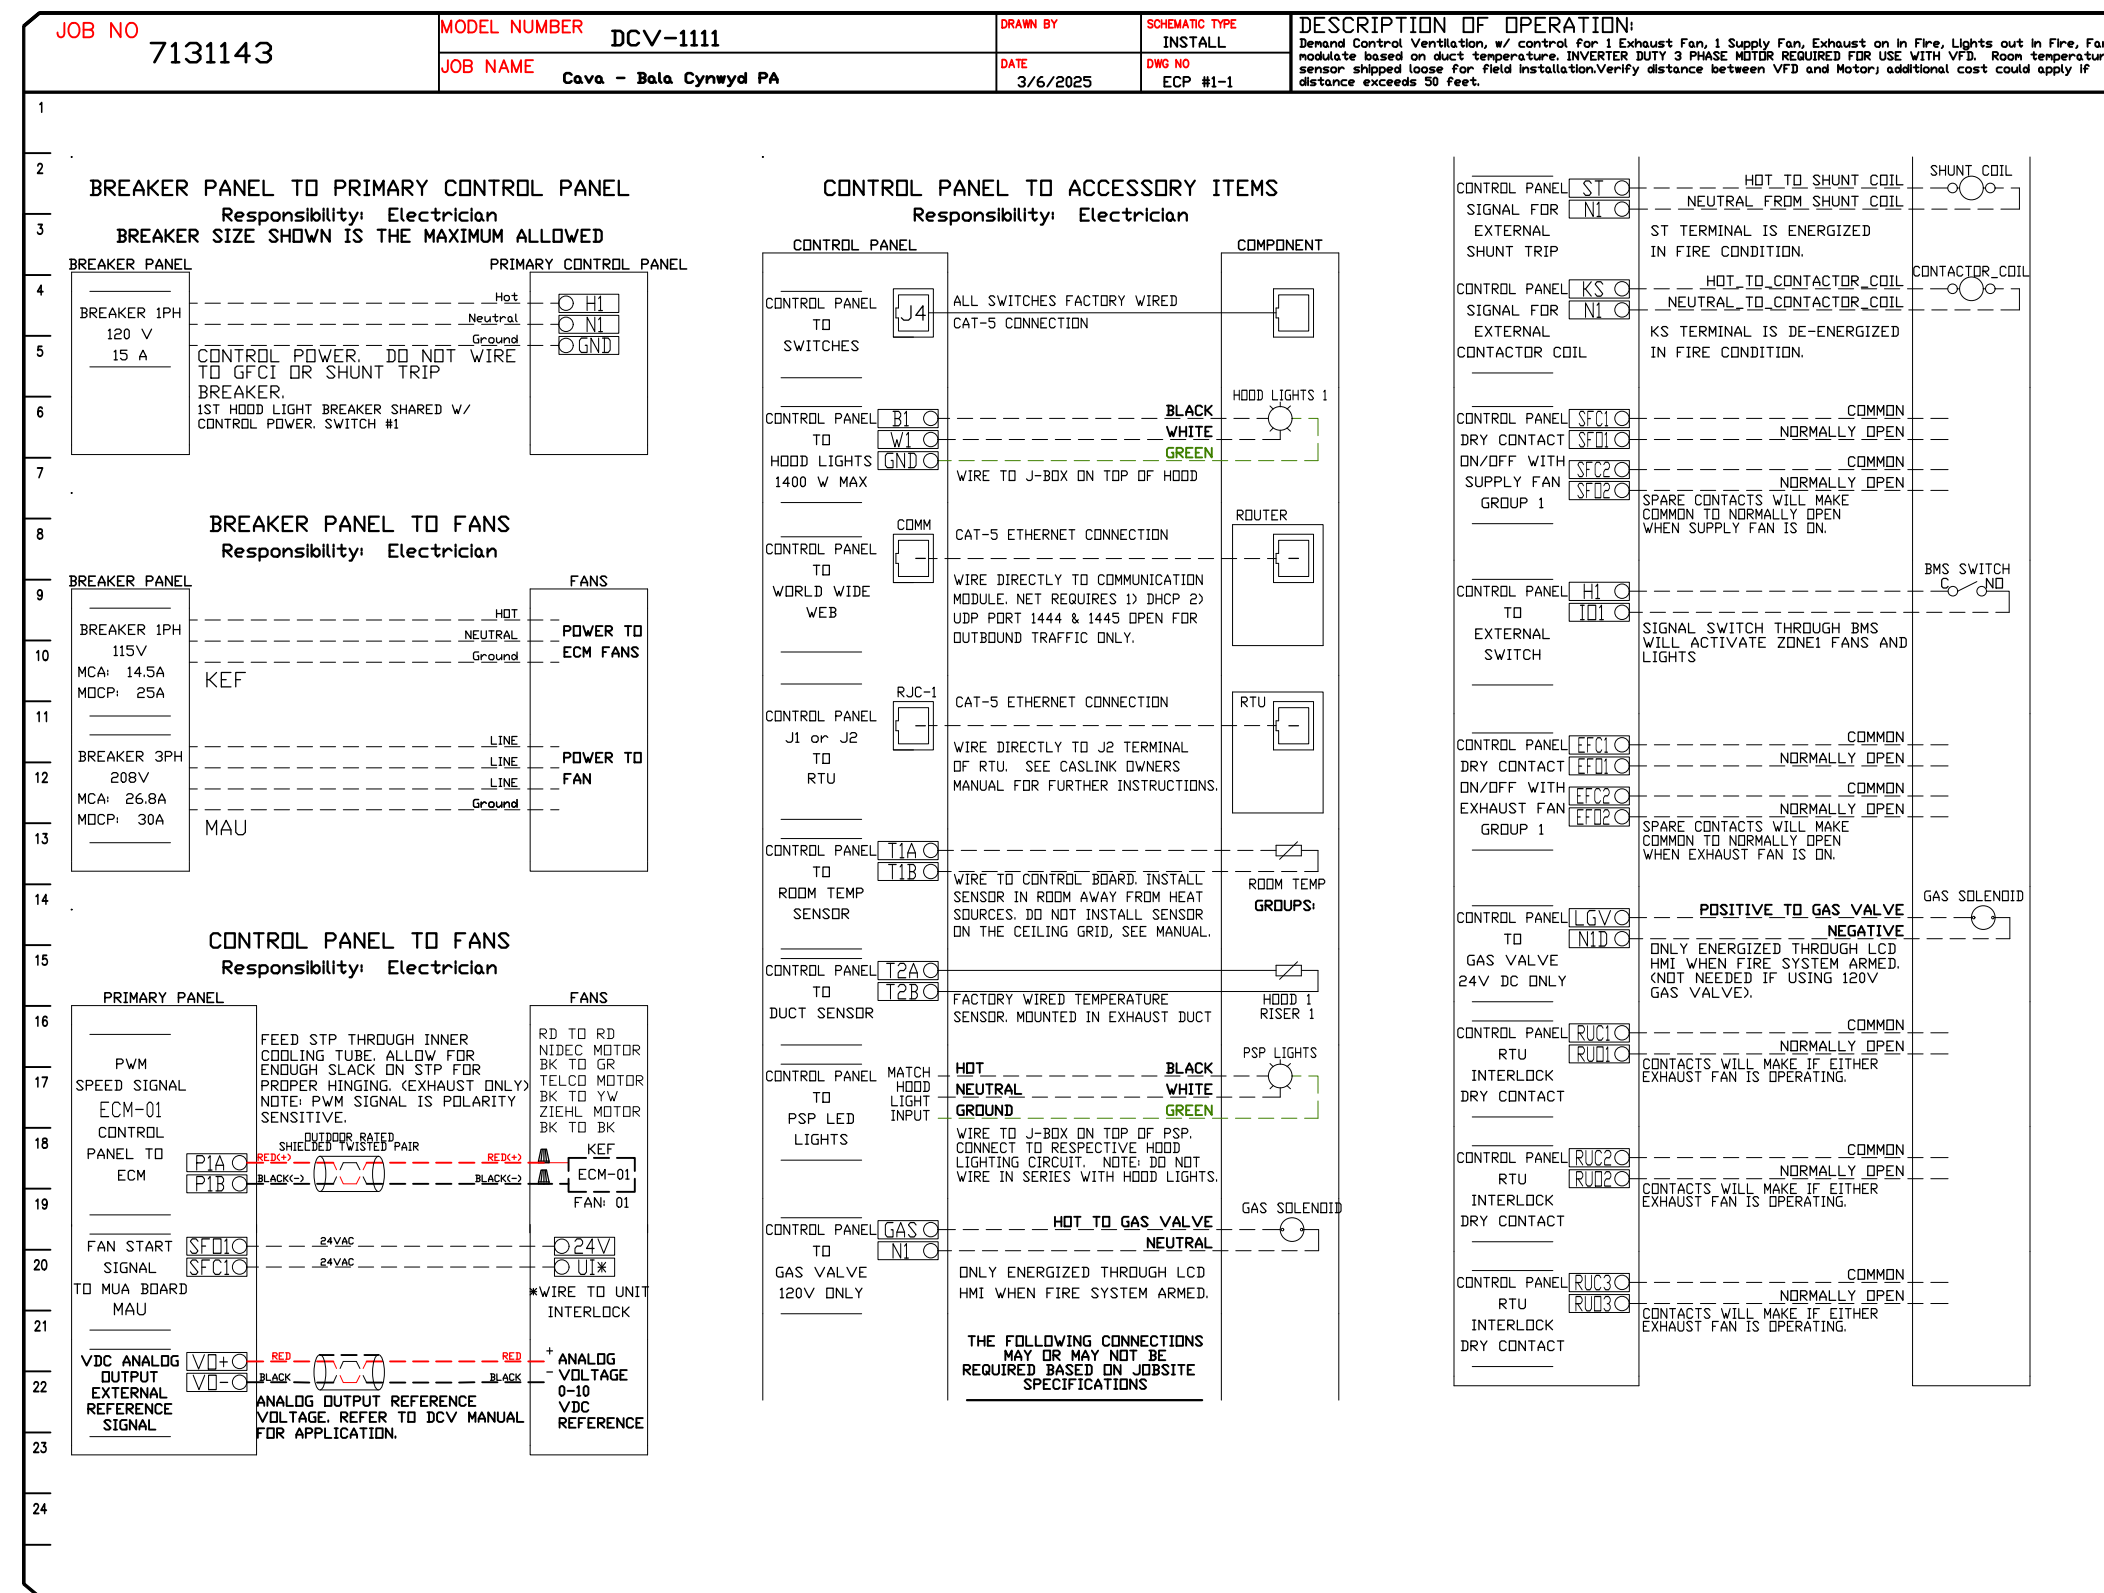 JOB NO
7131143
MODEL NUMBER
DCV-1111
JOB NAME
Cava - Bala Cynwyd PA
DRAWN BY
DATE
3/6/2025
SCHEMATIC TYPE
INSTALL
DWG NO
ECP #1-1
DESCRIPTION OF OPERATION:
Demand Control Ventilation, w/ control for 1 Exhaust Fan, 1 Supply Fan, Exhaust on in Fire, Lights out in Fire,
modulate based on duct temperature. INVERTER DUTY 3 PHASE MOTOR REQUIRED FOR USE WITH VFD. Room
sensor shipped loose for field installation.Verify distance between VFD and Motor; additional cost could apply if
distance exceeds 50 feet.
1
2
3
4
5
6
7
8
9
10
11
12
13
14
15
16
17
18
19
20
21
22
23
24
BREAKER PANEL TO PRIMARY CONTROL PANEL
Responsibility: Electrician
BREAKER SIZE SHOWN IS THE MAXIMUM ALLOWED
BREAKER PANEL
PRIMARY CONTROL PANEL
BREAKER 1PH
120 V
15 A
Hot
Neutral
Ground
H1
N1
GND
CONTROL POWER. DO NOT WIRE
TO GFCI OR SHUNT TRIP
BREAKER.
1ST HOOD LIGHT BREAKER SHARED W/
CONTROL POWER. SWITCH #1
BREAKER PANEL TO FANS
Responsibility: Electrician
BREAKER PANEL
FANS
BREAKER 1PH
115V
MCA: 14.5A
MOCP: 25A
HOT
NEUTRAL
Ground
KEF
POWER TO
ECM FANS
BREAKER 3PH
208V
MCA: 26.8A
MOCP: 30A
LINE
LINE
LINE
Ground
MAU
POWER TO
FAN
CONTROL PANEL TO FANS
Responsibility: Electrician
PRIMARY PANEL
FANS
PWM
SPEED SIGNAL
ECM-01
CONTROL
PANEL TO
ECM
FEED STP THROUGH INNER
COOLING TUBE. ALLOW FOR
ENOUGH SLACK ON STP FOR
PROPER HINGING. (EXHAUST ONLY)
NOTE: PWM SIGNAL IS POLARITY
SENSITIVE.
OUTDOOR RATED
SHIELDED TWISTED PAIR
RD TO RD
NIDEC MOTOR
BK TO GR
TELCO MOTOR
BK TO YW
ZIEHL MOTOR
BK TO BK
P1A
P1B
RED(+)
RED(+)
BLACK(-)
BLACK(-)
KEF
ECM-01
FAN: 01
FAN START
SIGNAL
TO MUA BOARD
MAU
SFO1
SFC1
24VAC
24VAC
24V
UI*
*WIRE TO UNIT
INTERLOCK
VDC ANALOG
OUTPUT
EXTERNAL
REFERENCE
SIGNAL
VO+
VO-
RED
RED
BLACK
BLACK
ANALOG OUTPUT REFERENCE
VOLTAGE. REFER TO DCV MANUAL
FOR APPLICATION.
+
-
ANALOG
VOLTAGE
0-10
VDC
REFERENCE
CONTROL PANEL TO ACCESSORY ITEMS
Responsibility: Electrician
CONTROL PANEL
COMPONENT
CONTROL PANEL
TO
SWITCHES
J4
ALL SWITCHES FACTORY WIRED
CAT-5 CONNECTION
CONTROL PANEL
TO
HOOD LIGHTS
1400 W MAX
B1
W1
GND
BLACK
WHITE
GREEN
HOOD LIGHTS 1
WIRE TO J-BOX ON TOP OF HOOD
CONTROL PANEL
TO
WORLD WIDE
WEB
COMM
CAT-5 ETHERNET CONNECTION
ROUTER
WIRE DIRECTLY TO COMMUNICATION
MODULE. NET REQUIRES 1) DHCP 2)
UDP PORT 1444 & 1445 OPEN FOR
OUTBOUND TRAFFIC ONLY.
CONTROL PANEL
J1 or J2
TO
RTU
RJC-1
CAT-5 ETHERNET CONNECTION
RTU
WIRE DIRECTLY TO J2 TERMINAL
OF RTU. SEE CASLINK OWNERS
MANUAL FOR FURTHER INSTRUCTIONS.
CONTROL PANEL
TO
ROOM TEMP
SENSOR
T1A
T1B
WIRE TO CONTROL BOARD. INSTALL
SENSOR IN ROOM AWAY FROM HEAT
SOURCES. DO NOT INSTALL SENSOR
ON THE CEILING GRID, SEE MANUAL.
ROOM TEMP
GROUPS:
CONTROL PANEL
TO
DUCT SENSOR
T2A
T2B
FACTORY WIRED TEMPERATURE
SENSOR. MOUNTED IN EXHAUST DUCT
HOOD 1
RISER 1
CONTROL PANEL
TO
PSP LED
LIGHTS
MATCH
HOOD
LIGHT
INPUT
HOT
NEUTRAL
GROUND
BLACK
WHITE
GREEN
PSP LIGHTS
WIRE TO J-BOX ON TOP OF PSP.
CONNECT TO RESPECTIVE HOOD
LIGHTING CIRCUIT. NOTE: DO NOT
WIRE IN SERIES WITH HOOD LIGHTS.
CONTROL PANEL
TO
GAS VALVE
120V ONLY
GAS
N1
HOT TO GAS VALVE
NEUTRAL
GAS SOLENOID
ONLY ENERGIZED THROUGH LCD
HMI WHEN FIRE SYSTEM ARMED.
THE FOLLOWING CONNECTIONS
MAY OR MAY NOT BE
REQUIRED BASED ON JOBSITE
SPECIFICATIONS
CONTROL PANEL
SIGNAL FOR
EXTERNAL
SHUNT TRIP
ST
N1
HOT TO SHUNT COIL
NEUTRAL FROM SHUNT COIL
SHUNT COIL
ST TERMINAL IS ENERGIZED
IN FIRE CONDITION.
CONTROL PANEL
SIGNAL FOR
EXTERNAL
CONTACTOR COIL
KS
N1
HOT TO CONTACTOR COIL
NEUTRAL TO CONTACTOR COIL
CONTACTOR COIL
KS TERMINAL IS DE-ENERGIZED
IN FIRE CONDITION.
CONTROL PANEL
DRY CONTACT
ON/OFF WITH
SUPPLY FAN
GROUP 1
SFC1
SFO1
SFC2
SFO2
COMMON
NORMALLY OPEN
COMMON
NORMALLY OPEN
SPARE CONTACTS WILL MAKE
COMMON TO NORMALLY OPEN
WHEN SUPPLY FAN IS ON.
CONTROL PANEL
TO
EXTERNAL
SWITCH
H1
IO1
BMS SWITCH
C
NO
SIGNAL SWITCH THROUGH BMS
WILL ACTIVATE ZONE1 FANS AND
LIGHTS
CONTROL PANEL
DRY CONTACT
ON/OFF WITH
EXHAUST FAN
GROUP 1
EFC1
EFO1
EFC2
EFO2
COMMON
NORMALLY OPEN
COMMON
NORMALLY OPEN
SPARE CONTACTS WILL MAKE
COMMON TO NORMALLY OPEN
WHEN EXHAUST FAN IS ON.
CONTROL PANEL
TO
GAS VALVE
24V DC ONLY
LGV
N1D
POSITIVE TO GAS VALVE
NEGATIVE
GAS SOLENOID
ONLY ENERGIZED THROUGH LCD
HMI WHEN FIRE SYSTEM ARMED.
(NOT NEEDED IF USING 120V
GAS VALVE).
CONTROL PANEL
RTU
INTERLOCK
DRY CONTACT
RUC1
RUO1
COMMON
NORMALLY OPEN
CONTACTS WILL MAKE IF EITHER
EXHAUST FAN IS OPERATING.
CONTROL PANEL
RTU
INTERLOCK
DRY CONTACT
RUC2
RUO2
COMMON
NORMALLY OPEN
CONTACTS WILL MAKE IF EITHER
EXHAUST FAN IS OPERATING.
CONTROL PANEL
RTU
INTERLOCK
DRY CONTACT
RUC3
RUO3
COMMON
NORMALLY OPEN
CONTACTS WILL MAKE IF EITHER
EXHAUST FAN IS OPERATING.